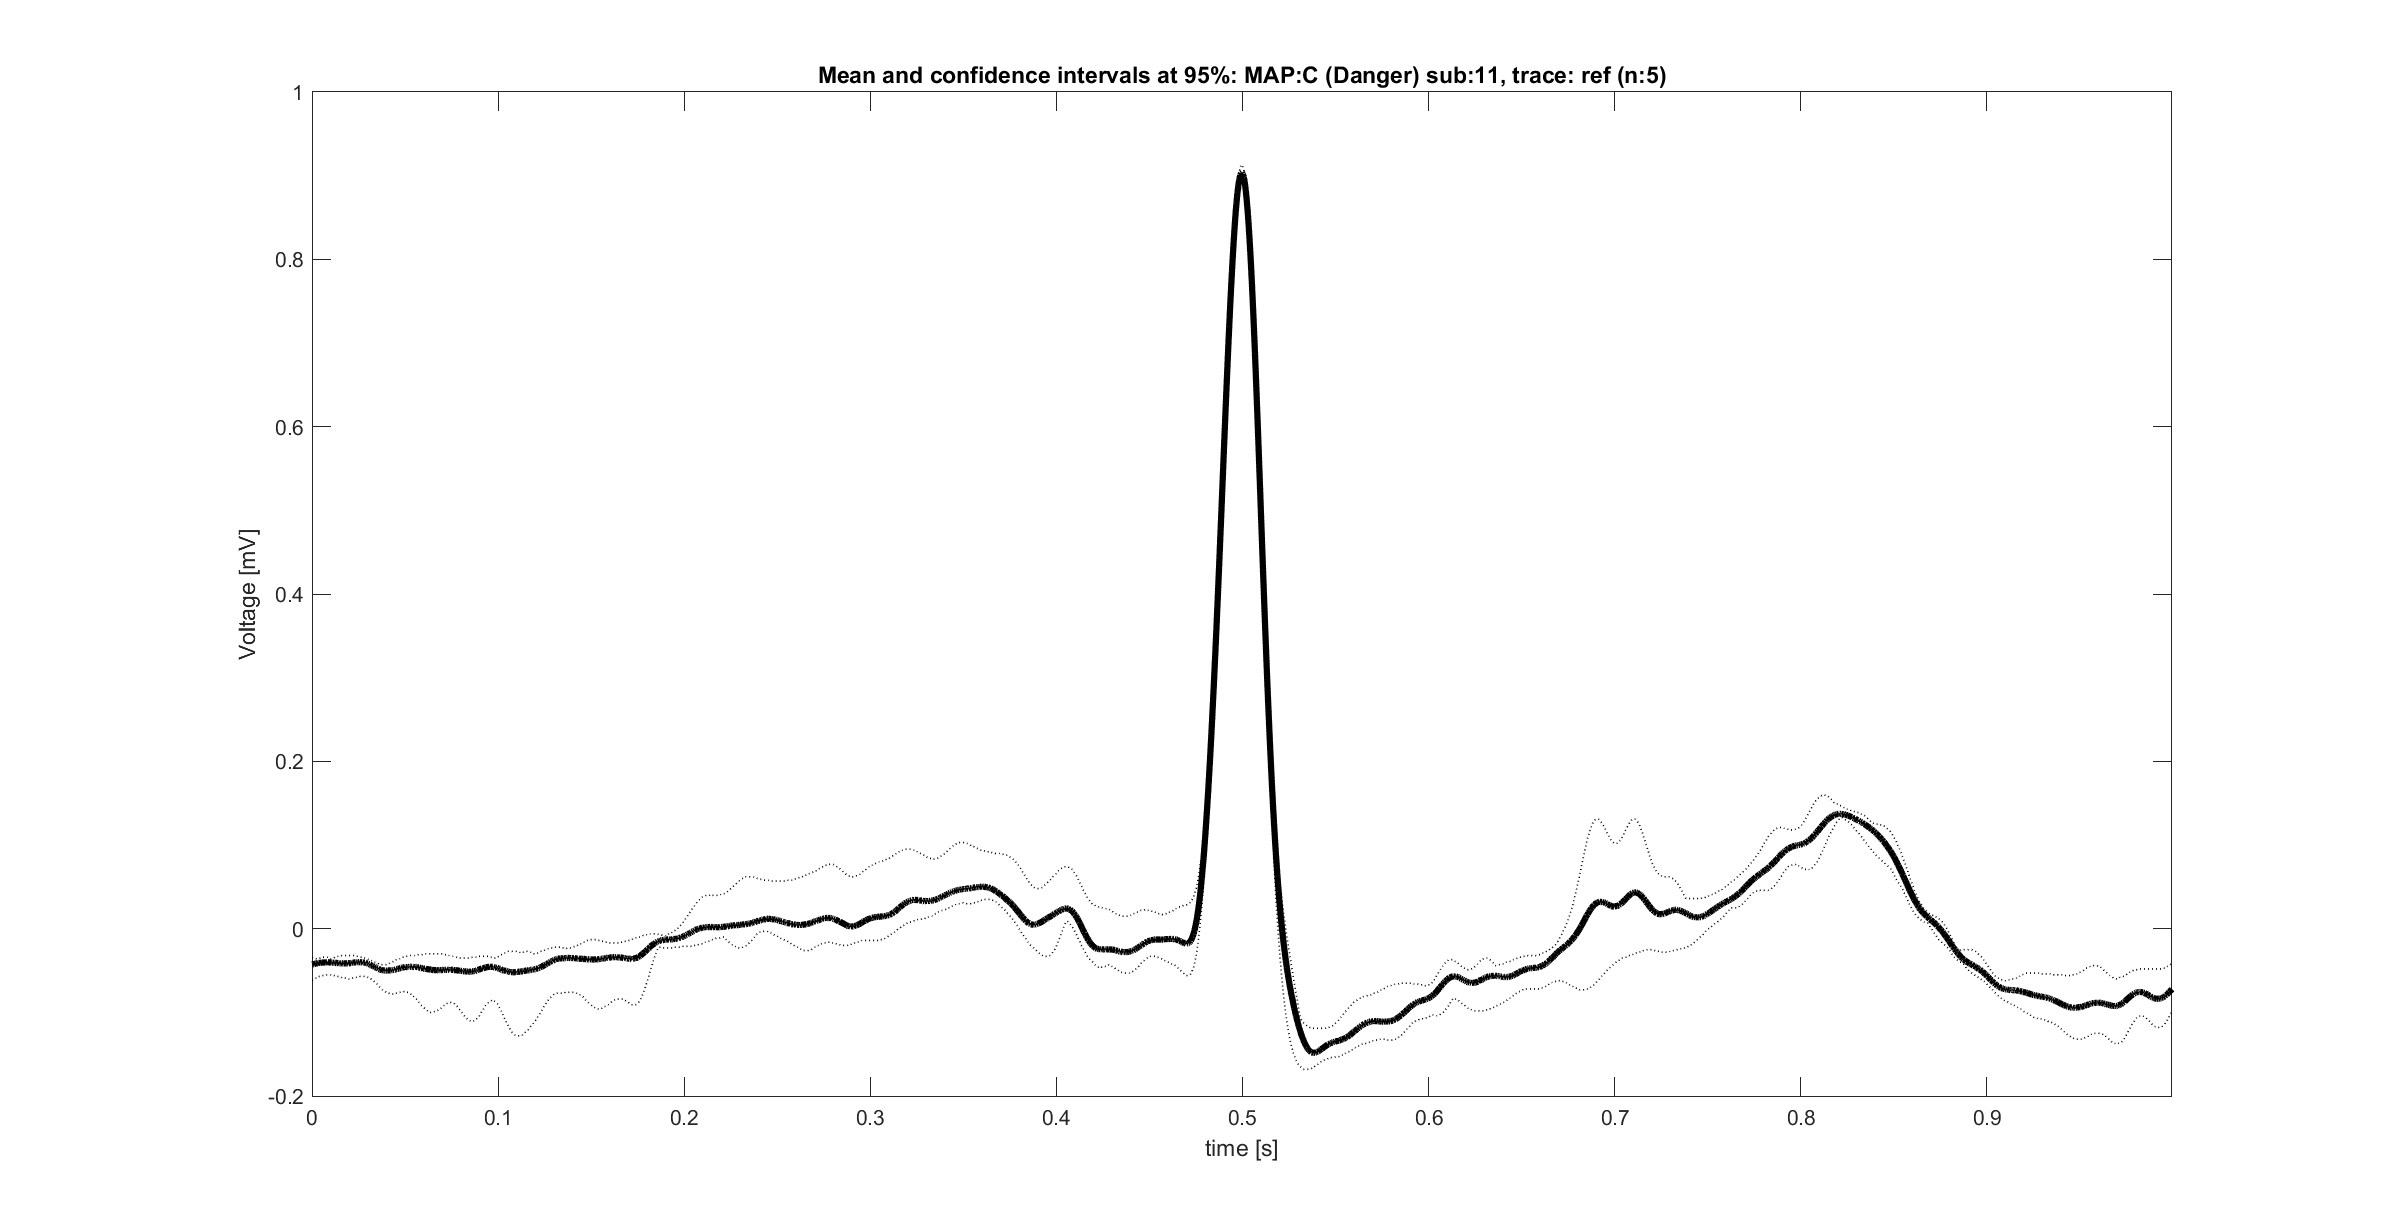 Mean and confidence intervals at 95%: MAP:C (Danger) sub:11, trace: ref (n:5)
1
0.8
0.6
0.4
0.2
0
-0.2
Voltage [mV]
0 0.1 0.2 0.3 0.4 0.5 0.6 0.7 0.8 0.9
time [s]